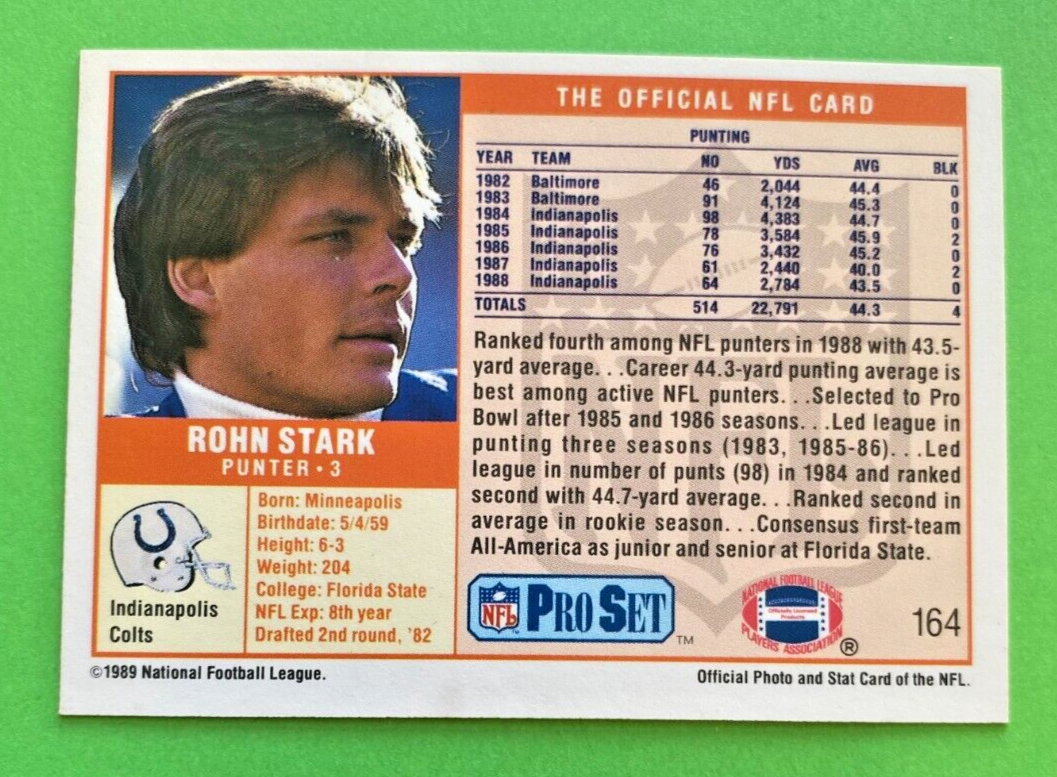 THE OFFICIAL NFL CARD
PUNTING
YEAR TEAM NO YDS AVG BLK
1982 Baltimore 46 2,044 44.4 0
1983 Baltimore 91 4,124 45.3 0
1984 Indianapolis 98 4,383 44.7 0
1985 Indianapolis 78 3,584 45.9 2
1986 Indianapolis 76 3,432 45.2 0
1987 Indianapolis 61 2,440 40.0 2
1988 Indianapolis 64 2,784 43.5 0
TOTALS 514 22,791 44.3 4
Ranked fourth among NFL punters in 1988 with 43.5-
yard average. . .Career 44.3-yard punting average is
best among active NFL punters. . .Selected to Pro
Bowl after 1985 and 1986 seasons. . .Led league in
punting three seasons (1983, 1985-86). . .Led
league in number of punts (98) in 1984 and ranked
second with 44.7-yard average. . .Ranked second in
average in rookie season. . .Consensus first-team
All-America as junior and senior at Florida State.
ROHN STARK
PUNTER • 3
Indianapolis
Colts
Born: Minneapolis
Birthdate: 5/4/59
Height: 6-3
Weight: 204
College: Florida State
NFL Exp: 8th year
Drafted 2nd round, '82
NFL PRO SET ™
NATIONAL FOOTBALL LEAGUE
Officially Licensed
Products
PLAYERS ASSOCIATION ®
164
©1989 National Football League.
Official Photo and Stat Card of the NFL.